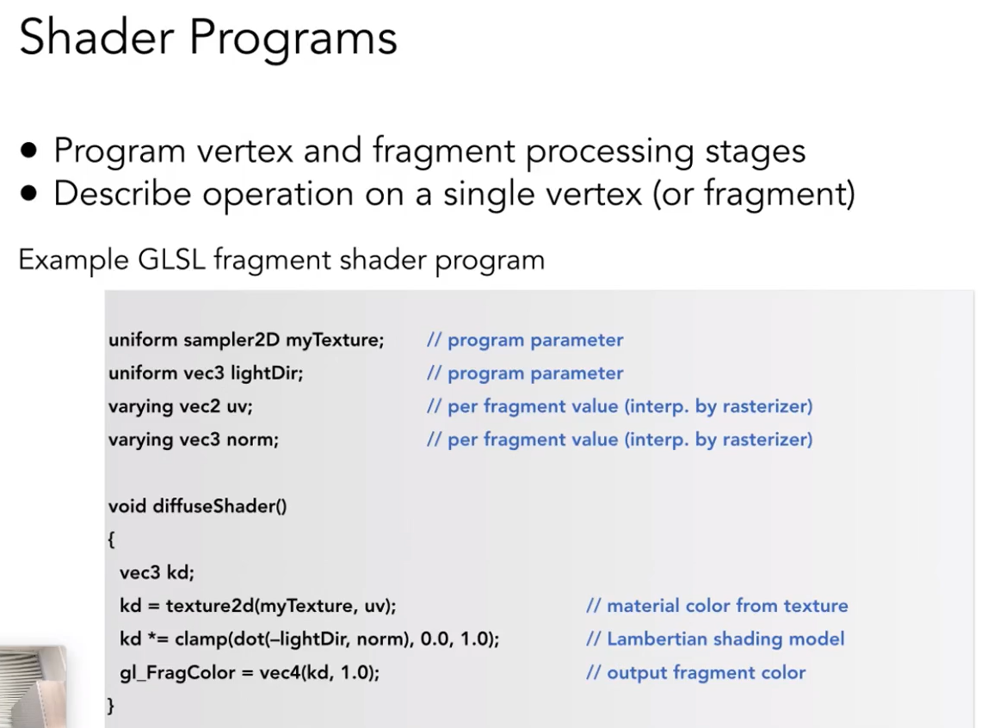 Shader Programs
● Program vertex and fragment processing stages
● Describe operation on a single vertex (or fragment)
Example GLSL fragment shader program
uniform sampler2D myTexture; // program parameter
uniform vec3 lightDir; // program parameter
varying vec2 uv; // per fragment value (interp. by rasterizer)
varying vec3 norm; // per fragment value (interp. by rasterizer)
void diffuseShader()
{
vec3 kd;
kd = texture2d(myTexture, uv); // material color from texture
kd *= clamp(dot(–lightDir, norm), 0.0, 1.0); // Lambertian shading model
gl_FragColor = vec4(kd, 1.0); // output fragment color
}